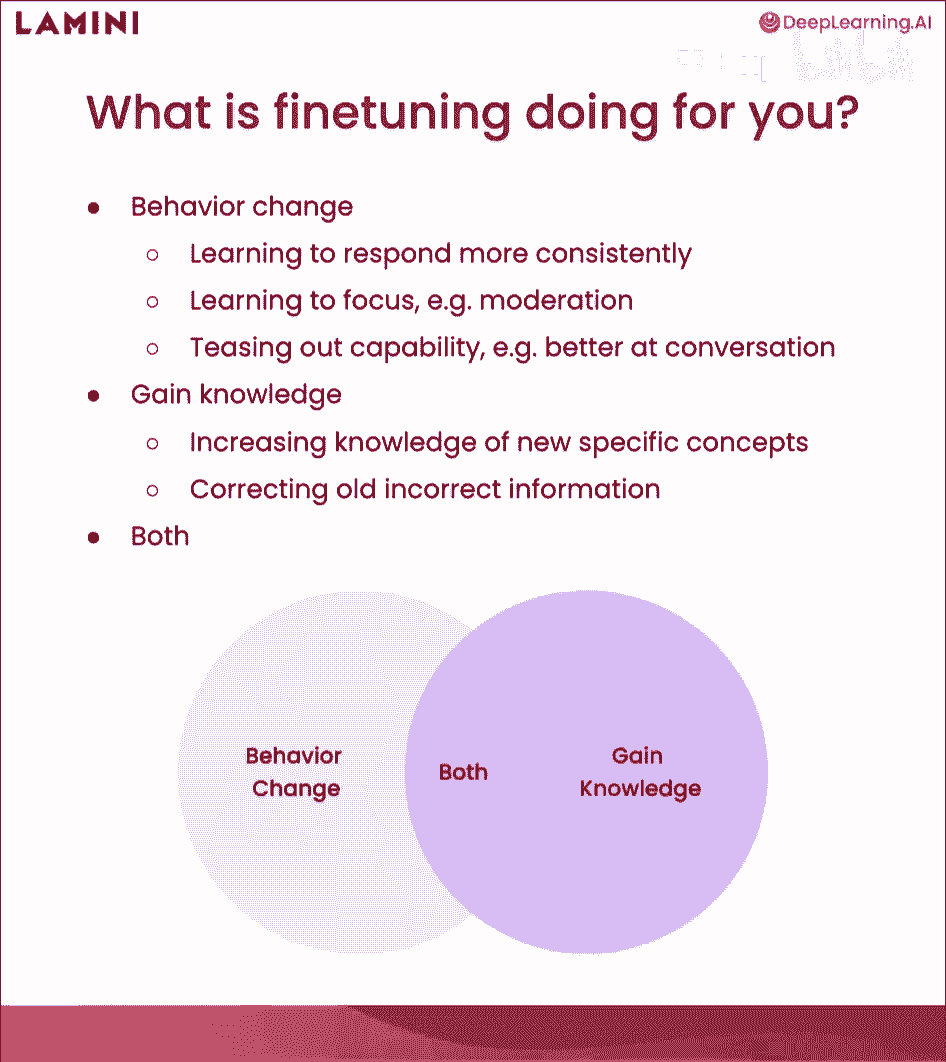 LAMINI
DeepLearning.AI
What is finetuning doing for you?
● Behavior change
○ Learning to respond more consistently
○ Learning to focus, e.g. moderation
○ Teasing out capability, e.g. better at conversation
● Gain knowledge
○ Increasing knowledge of new specific concepts
○ Correcting old incorrect information
● Both
Behavior
Change
Both
Gain
Knowledge